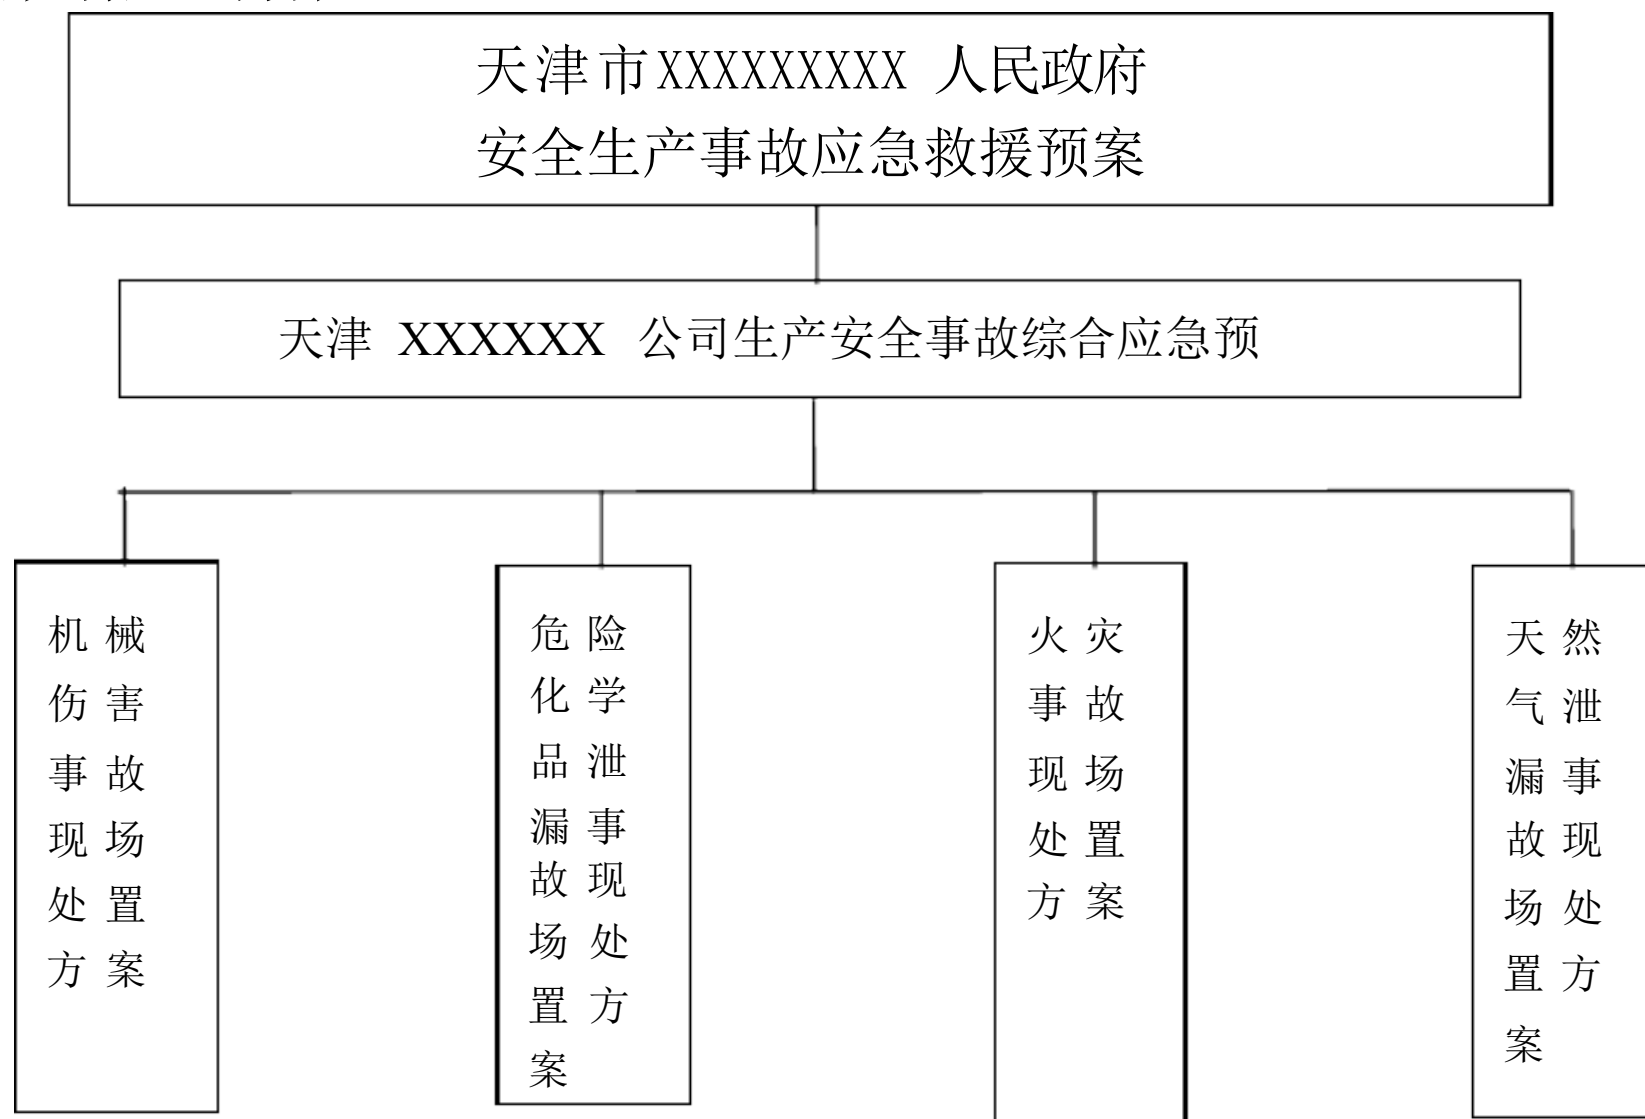 天津市XXXXXXXXX 人民政府
安全生产事故应急救援预案
天津 XXXXXX 公司生产安全事故综合应急预
机械
伤害
事故
现场
处置
方案
危险
化学
品泄
漏事
故现
场处
置方
案
火灾
事故
现场
处置
方案
天然
气泄
漏事
故现
场处
置方
案